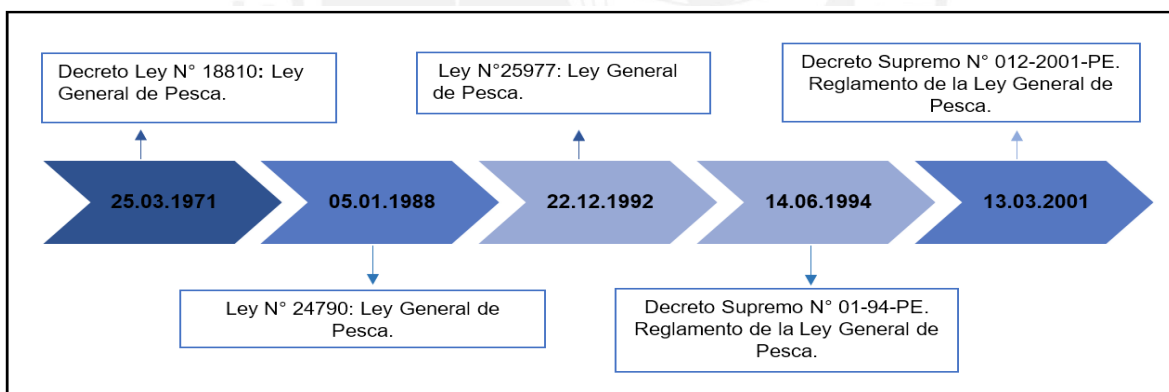 Decreto Ley N° 18810: Ley
General de Pesca.
Ley N°25977: Ley General
de Pesca.
Decreto Supremo N° 012-2001-PE.
Reglamento de la Ley General de
Pesca.
25.03.1971
05.01.1988
22.12.1992
14.06.1994
13.03.2001
Ley N° 24790: Ley General de
Pesca.
Decreto Supremo N° 01-94-PE.
Reglamento de la Ley General de
Pesca.